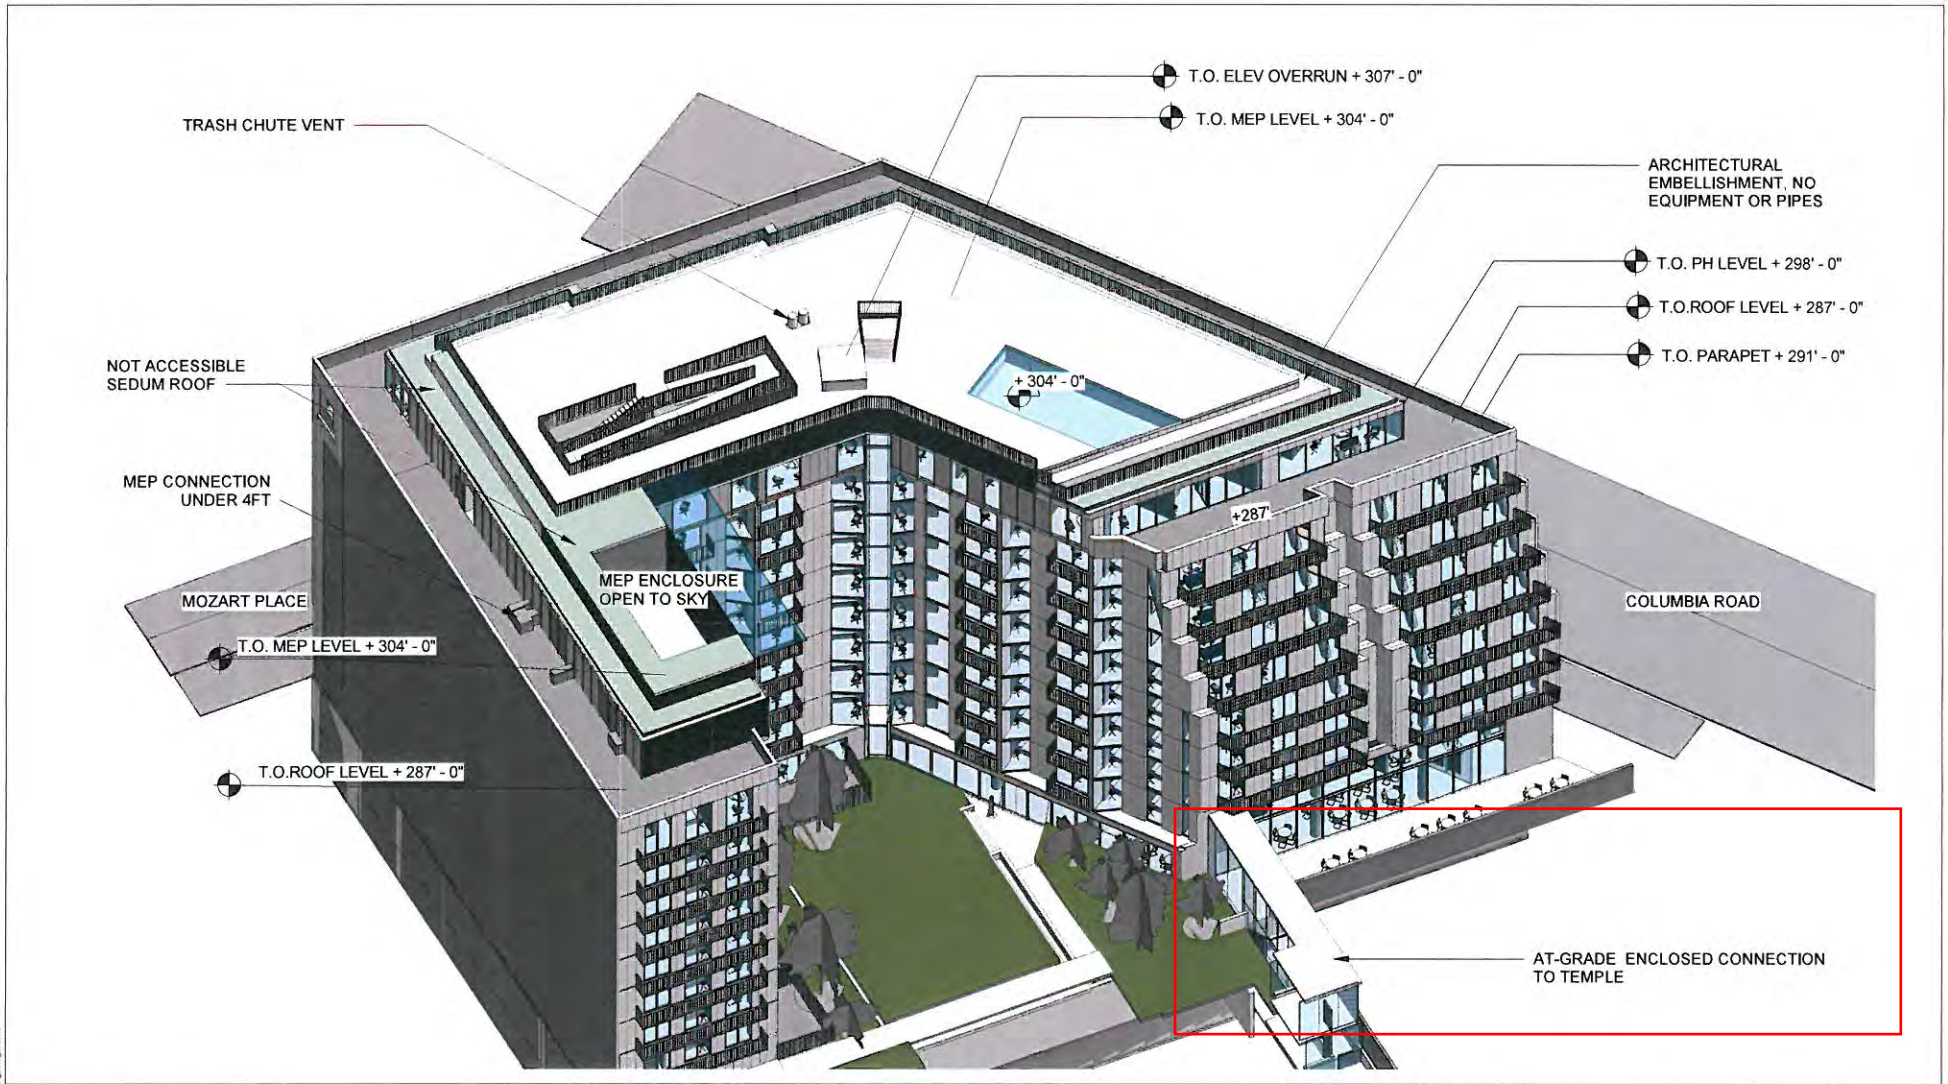 T.O. ELEV OVERRUN + 307' - 0"
TRASH CHUTE VENT
T.O. MEP LEVEL + 304' - 0"
ARCHITECTURAL
EMBELLISHMENT, NO
EQUIPMENT OR PIPES
T.O. PH LEVEL + 298' - 0"
T.O.ROOF LEVEL + 287' - 0"
T.O. PARAPET + 291' - 0"
NOT ACCESSIBLE
SEDUM ROOF
+ 304' - 0"
MEP CONNECTION
UNDER 4FT
+287'
MEP ENCLOSURE
OPEN TO SKY
MOZART PLACE
COLUMBIA ROAD
T.O. MEP LEVEL + 304' - 0"
T.O.ROOF LEVEL + 287' - 0"
AT-GRADE ENCLOSED CONNECTION
TO TEMPLE